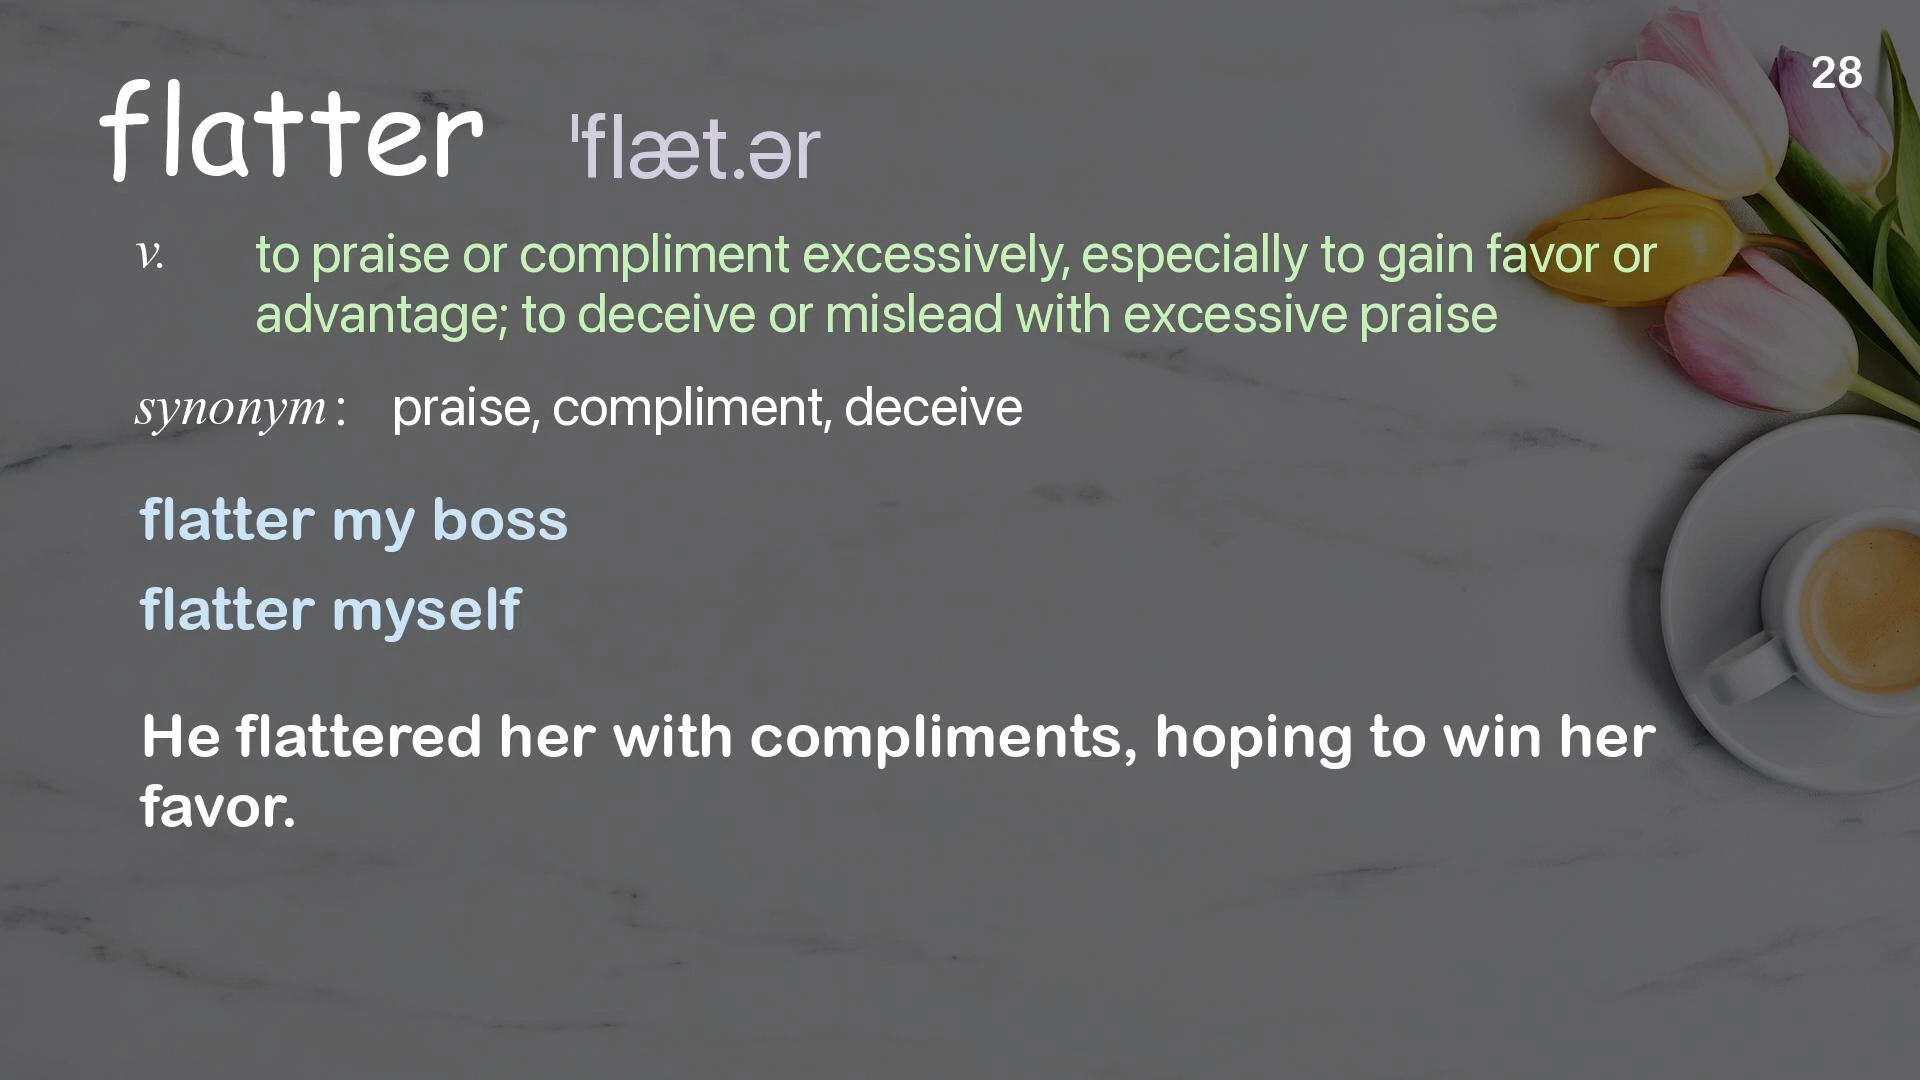 28
flatter ˈflæt.ər
v. to praise or compliment excessively, especially to gain favor or
advantage; to deceive or mislead with excessive praise
synonym: praise, compliment, deceive
flatter my boss
flatter myself
He flattered her with compliments, hoping to win her
favor.